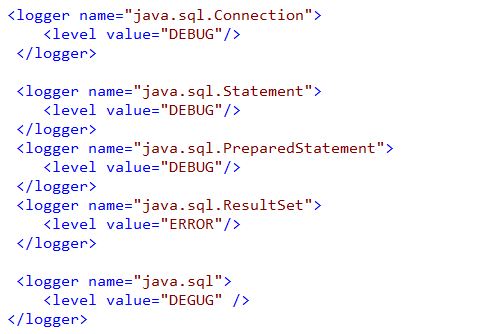 <logger name="java.sql.Connection">
<level value="DEBUG"/>
</logger>
<logger name="java.sql.Statement">
<level value="DEBUG"/>
</logger>
<logger name="java.sql.PreparedStatement">
<level value="DEBUG"/>
</logger>
<logger name="java.sql.ResultSet">
<level value="ERROR"/>
</logger>
<logger name="java.sql">
<level value="DEGUG" />
</logger>